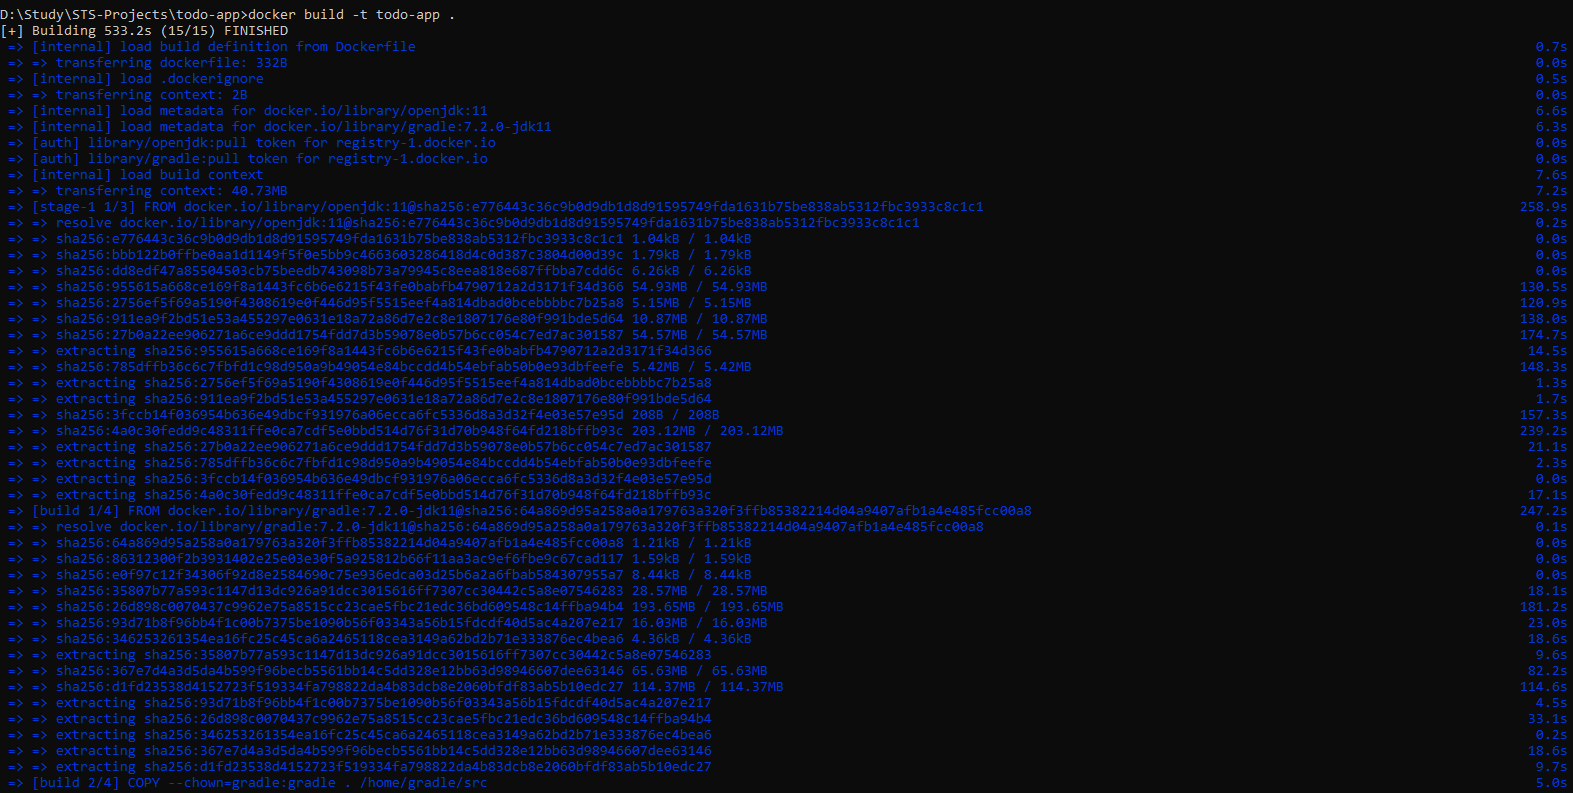 D:\Study\STS-Projects\todo-app>docker build -t todo-app .
[+] Building 533.2s (15/15) FINISHED
=> [internal] load build definition from Dockerfile 0.7s
=> => transferring dockerfile: 332B 0.0s
=> [internal] load .dockerignore 0.5s
=> => transferring context: 2B 0.0s
=> [internal] load metadata for docker.io/library/openjdk:11 6.6s
=> [internal] load metadata for docker.io/library/gradle:7.2.0-jdk11 6.3s
=> [auth] library/openjdk:pull token for registry-1.docker.io 0.0s
=> [auth] library/gradle:pull token for registry-1.docker.io 0.0s
=> [internal] load build context 7.6s
=> => transferring context: 40.73MB 7.2s
=> [stage-1 1/3] FROM docker.io/library/openjdk:11@sha256:e776443c36c9b0d9db1d8d91595749fda1631b75be838ab5312fbc3933c8c1c1 258.9s
=> => resolve docker.io/library/openjdk:11@sha256:e776443c36c9b0d9db1d8d91595749fda1631b75be838ab5312fbc3933c8c1c1 0.2s
=> => sha256:e776443c36c9b0d9db1d8d91595749fda1631b75be838ab5312fbc3933c8c1c1 1.04kB / 1.04kB 0.0s
=> => sha256:bbb122b0ffbe0aa1d1149f5f0e5bb9c4663603286418d4c0d387c3804d00d39c 1.79kB / 1.79kB 0.0s
=> => sha256:dd8edf47a85504503cb75beedb743098b73a79945c8eea818e687ffbba7cdd6c 6.26kB / 6.26kB 0.0s
=> => sha256:955615a668ce169f8a1443fc6b6e6215f43fe0babfb4790712a2d3171f34d366 54.93MB / 54.93MB 130.5s
=> => sha256:2756ef5f69a5190f4308619e0f446d95f5515eef4a814dbad0bcebbbbc7b25a8 5.15MB / 5.15MB 120.9s
=> => sha256:911ea9f2bd51e53a455297e0631e18a72a86d7e2c8e1807176e80f991bde5d64 10.87MB / 10.87MB 138.0s
=> => sha256:27b0a22ee906271a6ce9ddd1754fdd7d3b59078e0b57b6cc054c7ed7ac301587 54.57MB / 54.57MB 174.7s
=> => extracting sha256:955615a668ce169f8a1443fc6b6e6215f43fe0babfb4790712a2d3171f34d366 14.5s
=> => sha256:785dffb36c6c7fbfd1c98d950a9b49054e84bccdd4b54ebfab50b0e93dbfeefe 5.42MB / 5.42MB 148.3s
=> => extracting sha256:2756ef5f69a5190f4308619e0f446d95f5515eef4a814dbad0bcebbbbc7b25a8 1.3s
=> => extracting sha256:911ea9f2bd51e53a455297e0631e18a72a86d7e2c8e1807176e80f991bde5d64 1.7s
=> => sha256:3fccb14f036954b636e49dbcf931976a06ecca6fc5336d8a3d32f4e03e57e95d 208B / 208B 157.3s
=> => sha256:4a0c30fedd9c48311ffe0ca7cdf5e0bbd514d76f31d70b948f64fd218bffb93c 203.12MB / 203.12MB 239.2s
=> => extracting sha256:27b0a22ee906271a6ce9ddd1754fdd7d3b59078e0b57b6cc054c7ed7ac301587 21.1s
=> => extracting sha256:785dffb36c6c7fbfd1c98d950a9b49054e84bccdd4b54ebfab50b0e93dbfeefe 2.3s
=> => extracting sha256:3fccb14f036954b636e49dbcf931976a06ecca6fc5336d8a3d32f4e03e57e95d 0.0s
=> => extracting sha256:4a0c30fedd9c48311ffe0ca7cdf5e0bbd514d76f31d70b948f64fd218bffb93c 17.1s
=> [build 1/4] FROM docker.io/library/gradle:7.2.0-jdk11@sha256:64a869d95a258a0a179763a320f3ffb85382214d04a9407afb1a4e485fcc00a8 247.2s
=> => resolve docker.io/library/gradle:7.2.0-jdk11@sha256:64a869d95a258a0a179763a320f3ffb85382214d04a9407afb1a4e485fcc00a8 0.1s
=> => sha256:64a869d95a258a0a179763a320f3ffb85382214d04a9407afb1a4e485fcc00a8 1.21kB / 1.21kB 0.0s
=> => sha256:86312300f2b3931402e25e03e30f5a925812b66f11aa3ac9ef6fbe9c67cad117 1.59kB / 1.59kB 0.0s
=> => sha256:e0f97c12f34306f92d8e2584690c75e936edca03d25b6a2a6fbab584307955a7 8.44kB / 8.44kB 0.0s
=> => sha256:35807b77a593c1147d13dc926a91dcc3015616ff7307cc30442c5a8e07546283 28.57MB / 28.57MB 18.1s
=> => sha256:26d898c0070437c9962e75a8515cc23cae5fbc21edc36bd609548c14ffba94b4 193.65MB / 193.65MB 181.2s
=> => sha256:93d71b8f96bb4f1c00b7375be1090b56f03343a56b15fdcdf40d5ac4a207e217 16.03MB / 16.03MB 23.0s
=> => sha256:346253261354ea16fc25c45ca6a2465118cea3149a62bd2b71e333876ec4bea6 4.36kB / 4.36kB 18.6s
=> => extracting sha256:35807b77a593c1147d13dc926a91dcc3015616ff7307cc30442c5a8e07546283 9.6s
=> => sha256:367e7d4a3d5da4b599f96becb5561bb14c5dd328e12bb63d98946607dee63146 65.63MB / 65.63MB 82.2s
=> => sha256:d1fd23538d4152723f519334fa798822da4b83dcb8e2060bfdf83ab5b10edc27 114.37MB / 114.37MB 114.6s
=> => extracting sha256:93d71b8f96bb4f1c00b7375be1090b56f03343a56b15fdcdf40d5ac4a207e217 4.5s
=> => extracting sha256:26d898c0070437c9962e75a8515cc23cae5fbc21edc36bd609548c14ffba94b4 33.1s
=> => extracting sha256:346253261354ea16fc25c45ca6a2465118cea3149a62bd2b71e333876ec4bea6 0.2s
=> => extracting sha256:367e7d4a3d5da4b599f96becb5561bb14c5dd328e12bb63d98946607dee63146 18.6s
=> => extracting sha256:d1fd23538d4152723f519334fa798822da4b83dcb8e2060bfdf83ab5b10edc27 9.7s
=> [build 2/4] COPY --chown=gradle:gradle . /home/gradle/src 5.0s